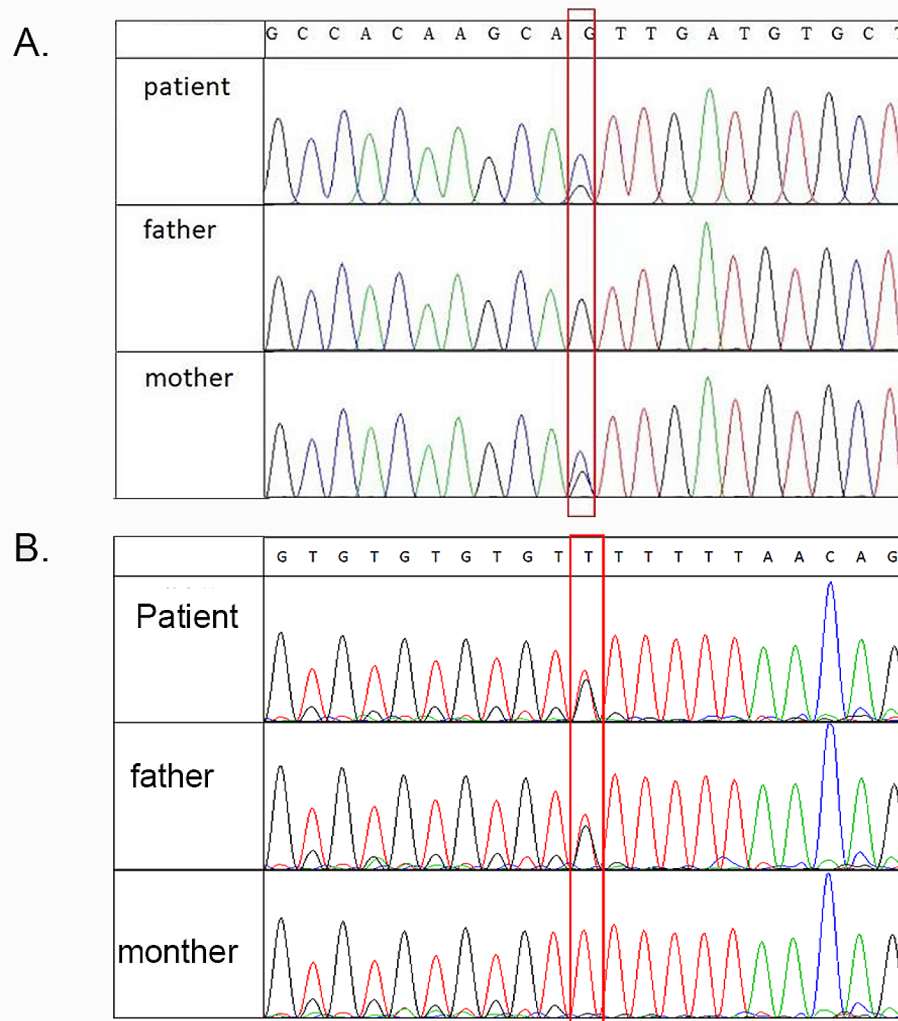 A.
G C C A C A A G C A G T T G A T G T G C T
patient
father
mother
B.
G T G T G T G T G T T T T T T T A A C A G
Patient
father
monther